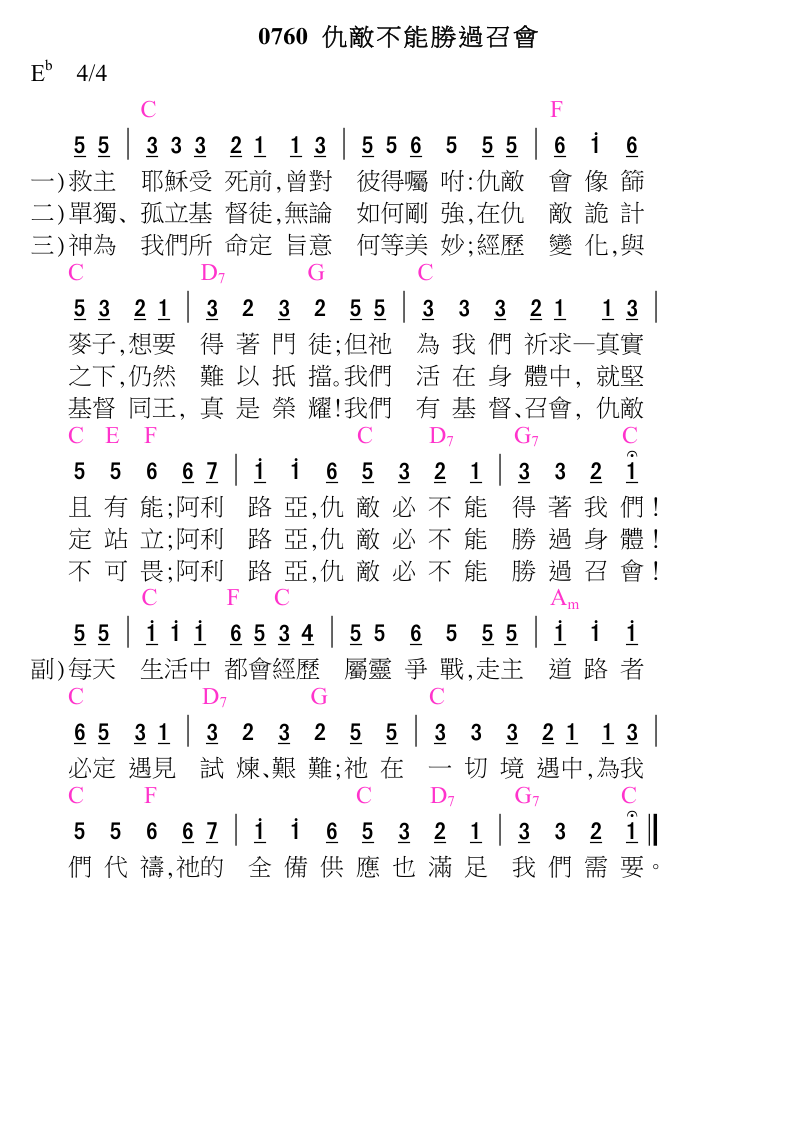 0760 仇敵不能勝過召會
E♭ 4/4
C F
5 5 | 3 3 3 2 1 1 3 | 5 5 6 5 5 5 | 6 i 6
一)救主 耶穌受 死前,曾對 彼得囑 咐:仇敵 會 像 篩
二)單獨、孤立基 督徒,無論 如何剛 強,在仇 敵 詭 計
三)神為 我們所 命定 旨意 何等美 妙;經歷 變 化,與
C D7 G C
5 3 2 1 | 3 2 3 2 5 5 | 3 3 3 2 1 1 3 |
麥子,想要 得 著 門 徒;但祂 為 我 們 祈求—真實
之下,仍然 難 以 抵 擋。我們 活 在 身 體中, 就堅
基督 同王, 真 是 榮 耀!我們 有 基 督、召會, 仇敵
C E F C D7 G7 C
5 5 6 6 7 | i i 6 5 3 2 1 | 3 3 2 i
且 有 能;阿利 路 亞,仇 敵 必 不 能 得 著 我 們!
定 站 立;阿利 路 亞,仇 敵 必 不 能 勝 過 身 體!
不 可 畏;阿利 路 亞,仇 敵 必 不 能 勝 過 召 會!
C F C Am
5 5 | i i i 6 5 3 4 | 5 5 6 5 5 5 | i i i
副)每天 生活中 都會經歷 屬靈 爭 戰,走主 道 路 者
C D7 G C
6 5 3 1 | 3 2 3 2 5 5 | 3 3 3 2 1 1 3 |
必定 遇見 試 煉、艱 難;祂 在 一 切 境 遇中,為我
C F C D7 G7 C
5 5 6 6 7 | i i 6 5 3 2 1 | 3 3 2 i ‖
們 代 禱,祂的 全 備 供 應 也 滿 足 我 們 需 要。